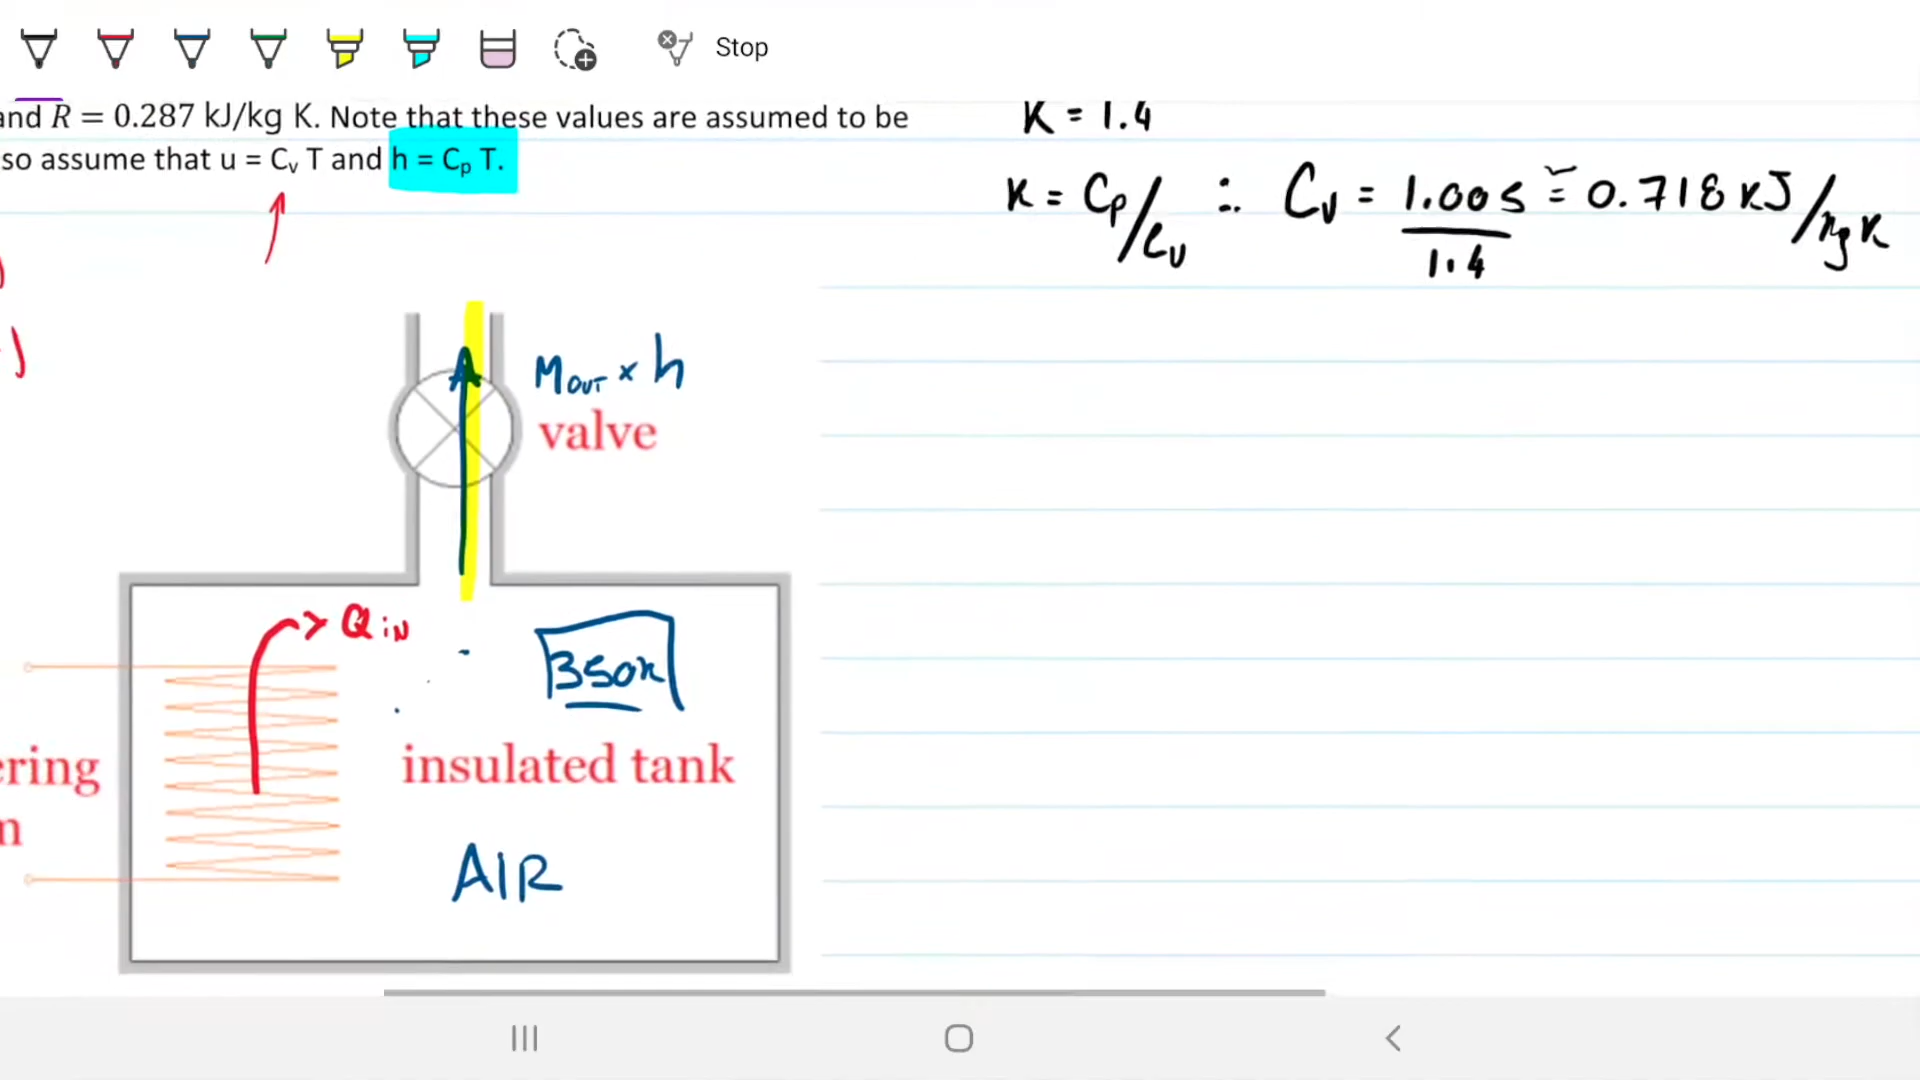 Stop
and R = 0.287 kJ/kg K. Note that these values are assumed to be
so assume that u = Cv T and h = Cp T.
K = 1.4
K = Cp/Cv ∴ Cv = 1.005/1.4 ≅ 0.718 kJ/kg K
MOUT × h
valve
QiN
350K
insulated tank
ering
AIR